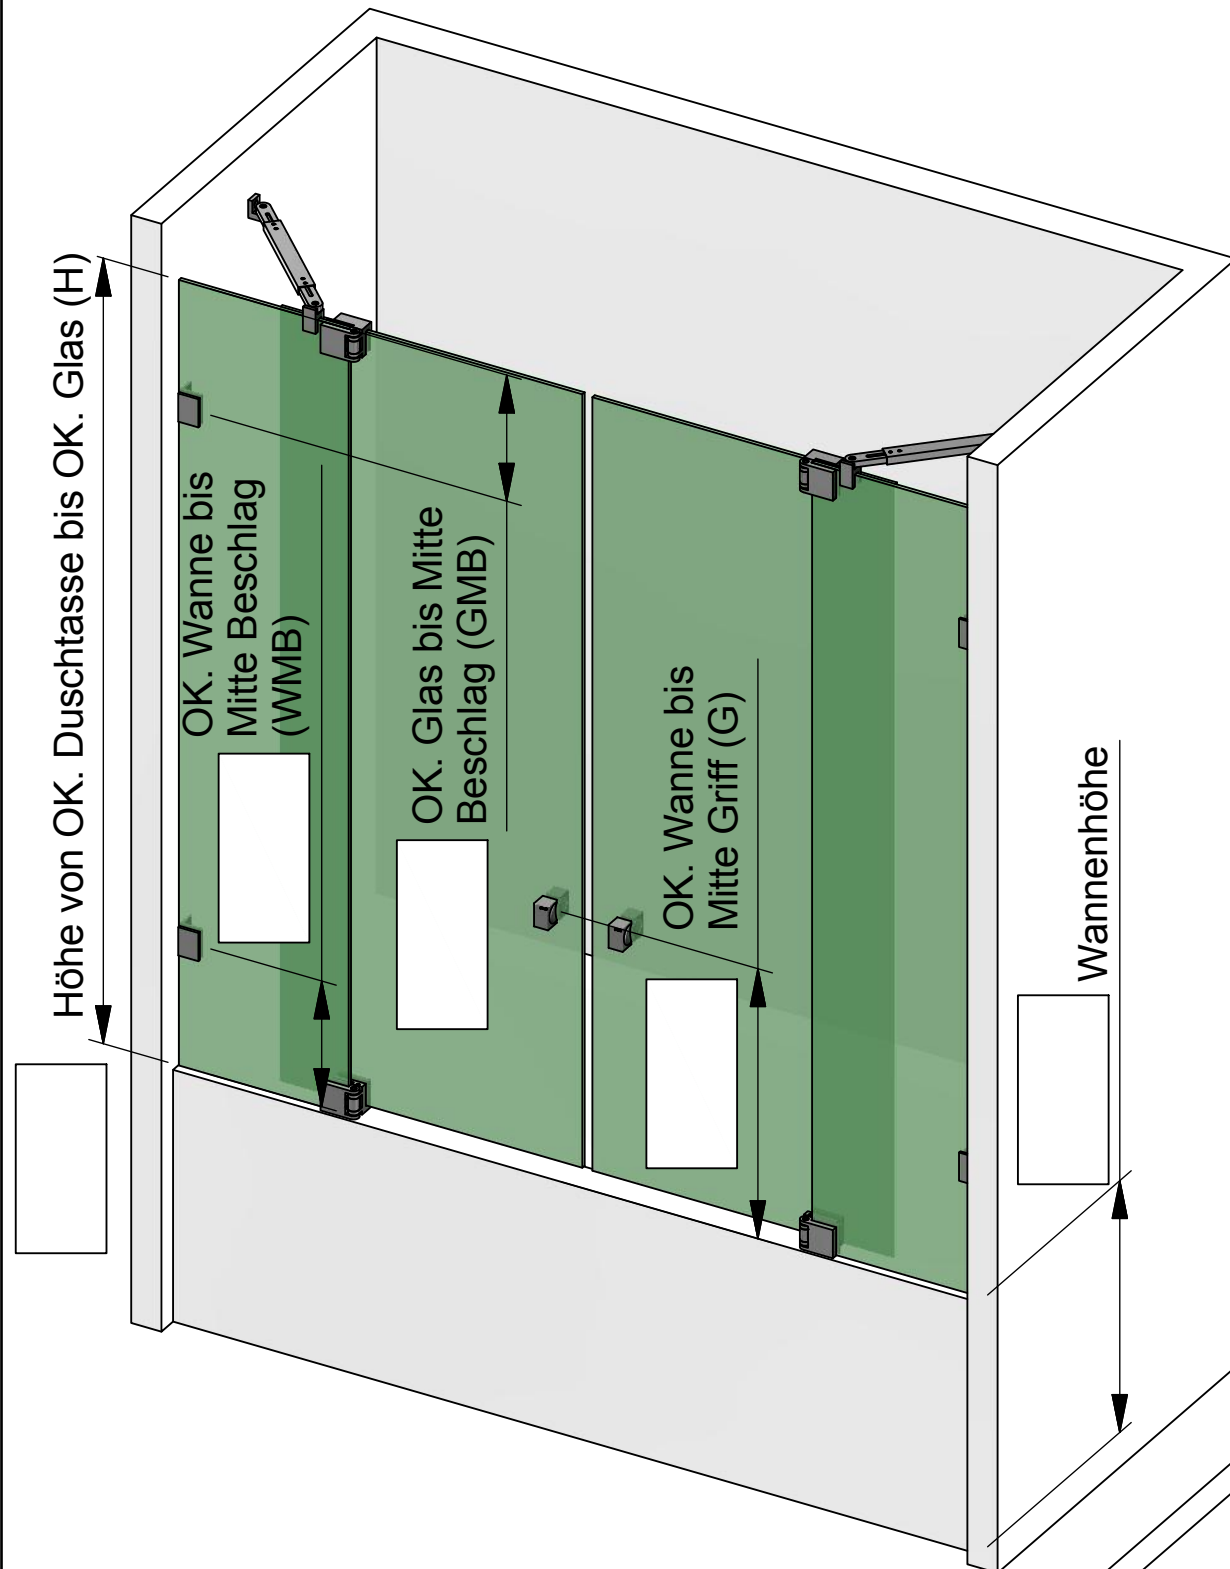 Höhe von OK. Duschtasse bis OK. Glas (H)
OK. Wanne bis
Mitte Beschlag
(WMB)
OK. Glas bis Mitte
Beschlag (GMB)
OK. Wanne bis
Mitte Griff (G)
Wannenhöhe